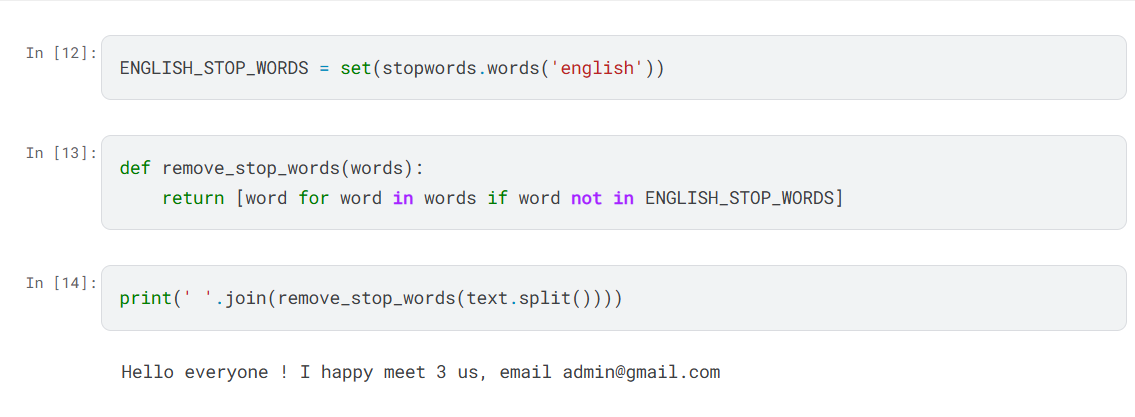 In [12]:
ENGLISH_STOP_WORDS = set(stopwords.words('english'))
In [13]:
def remove_stop_words(words):
    return [word for word in words if word not in ENGLISH_STOP_WORDS]
In [14]:
print(' '.join(remove_stop_words(text.split())))
Hello everyone ! I happy meet 3 us, email admin@gmail.com